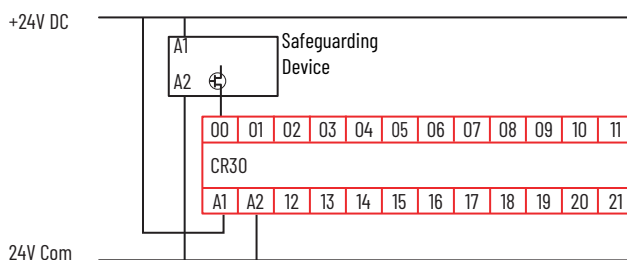 +24V DC
A1 Safeguarding
Device
A2
00 01 02 03 04 05 06 07 08 09 10 11
CR30
A1 A2 12 13 14 15 16 17 18 19 20 21
24V Com